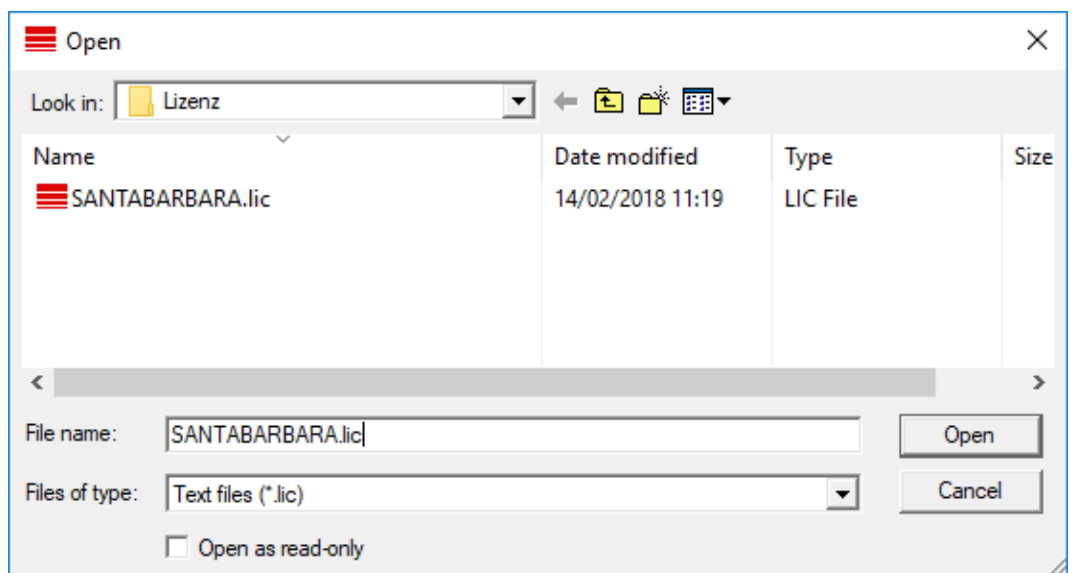 Open
Look in: Lizenz
Name Date modified Type Size
SANTABARBARA.lic 14/02/2018 11:19 LIC File
File name: SANTABARBARA.lic Open
Files of type: Text files (*.lic) Cancel
Open as read-only